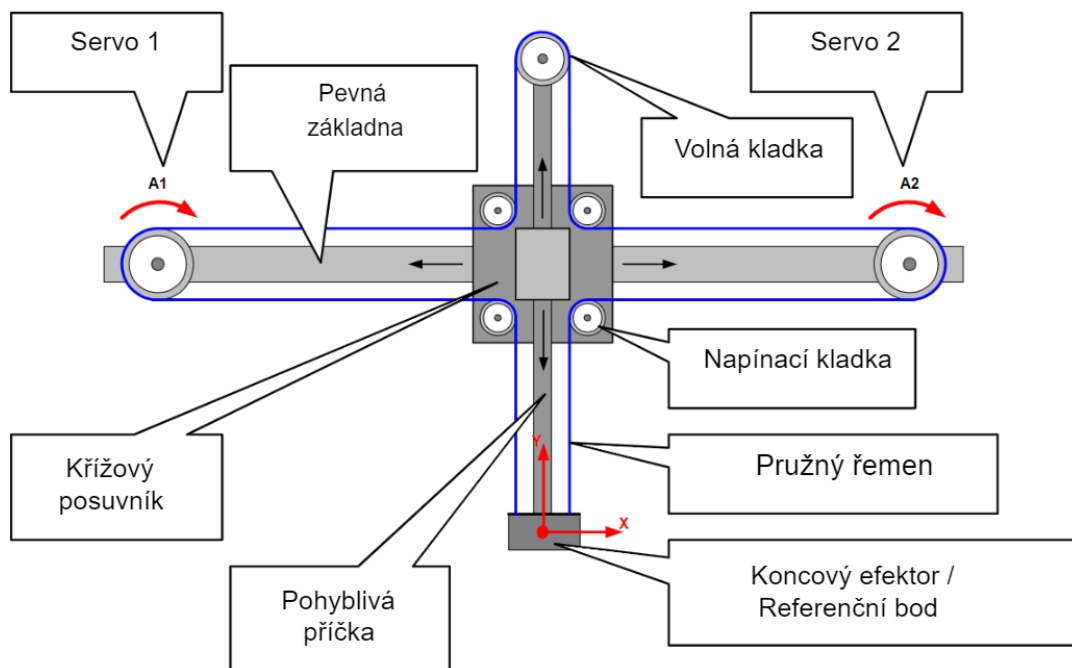 Servo 1
Servo 2
Pevná
základna
Volná kladka
A1
A2
Napínací kladka
Křížový
posuvník
Y
Pružný řemen
X
Koncový efektor /
Referenční bod
Pohyblivá
příčka